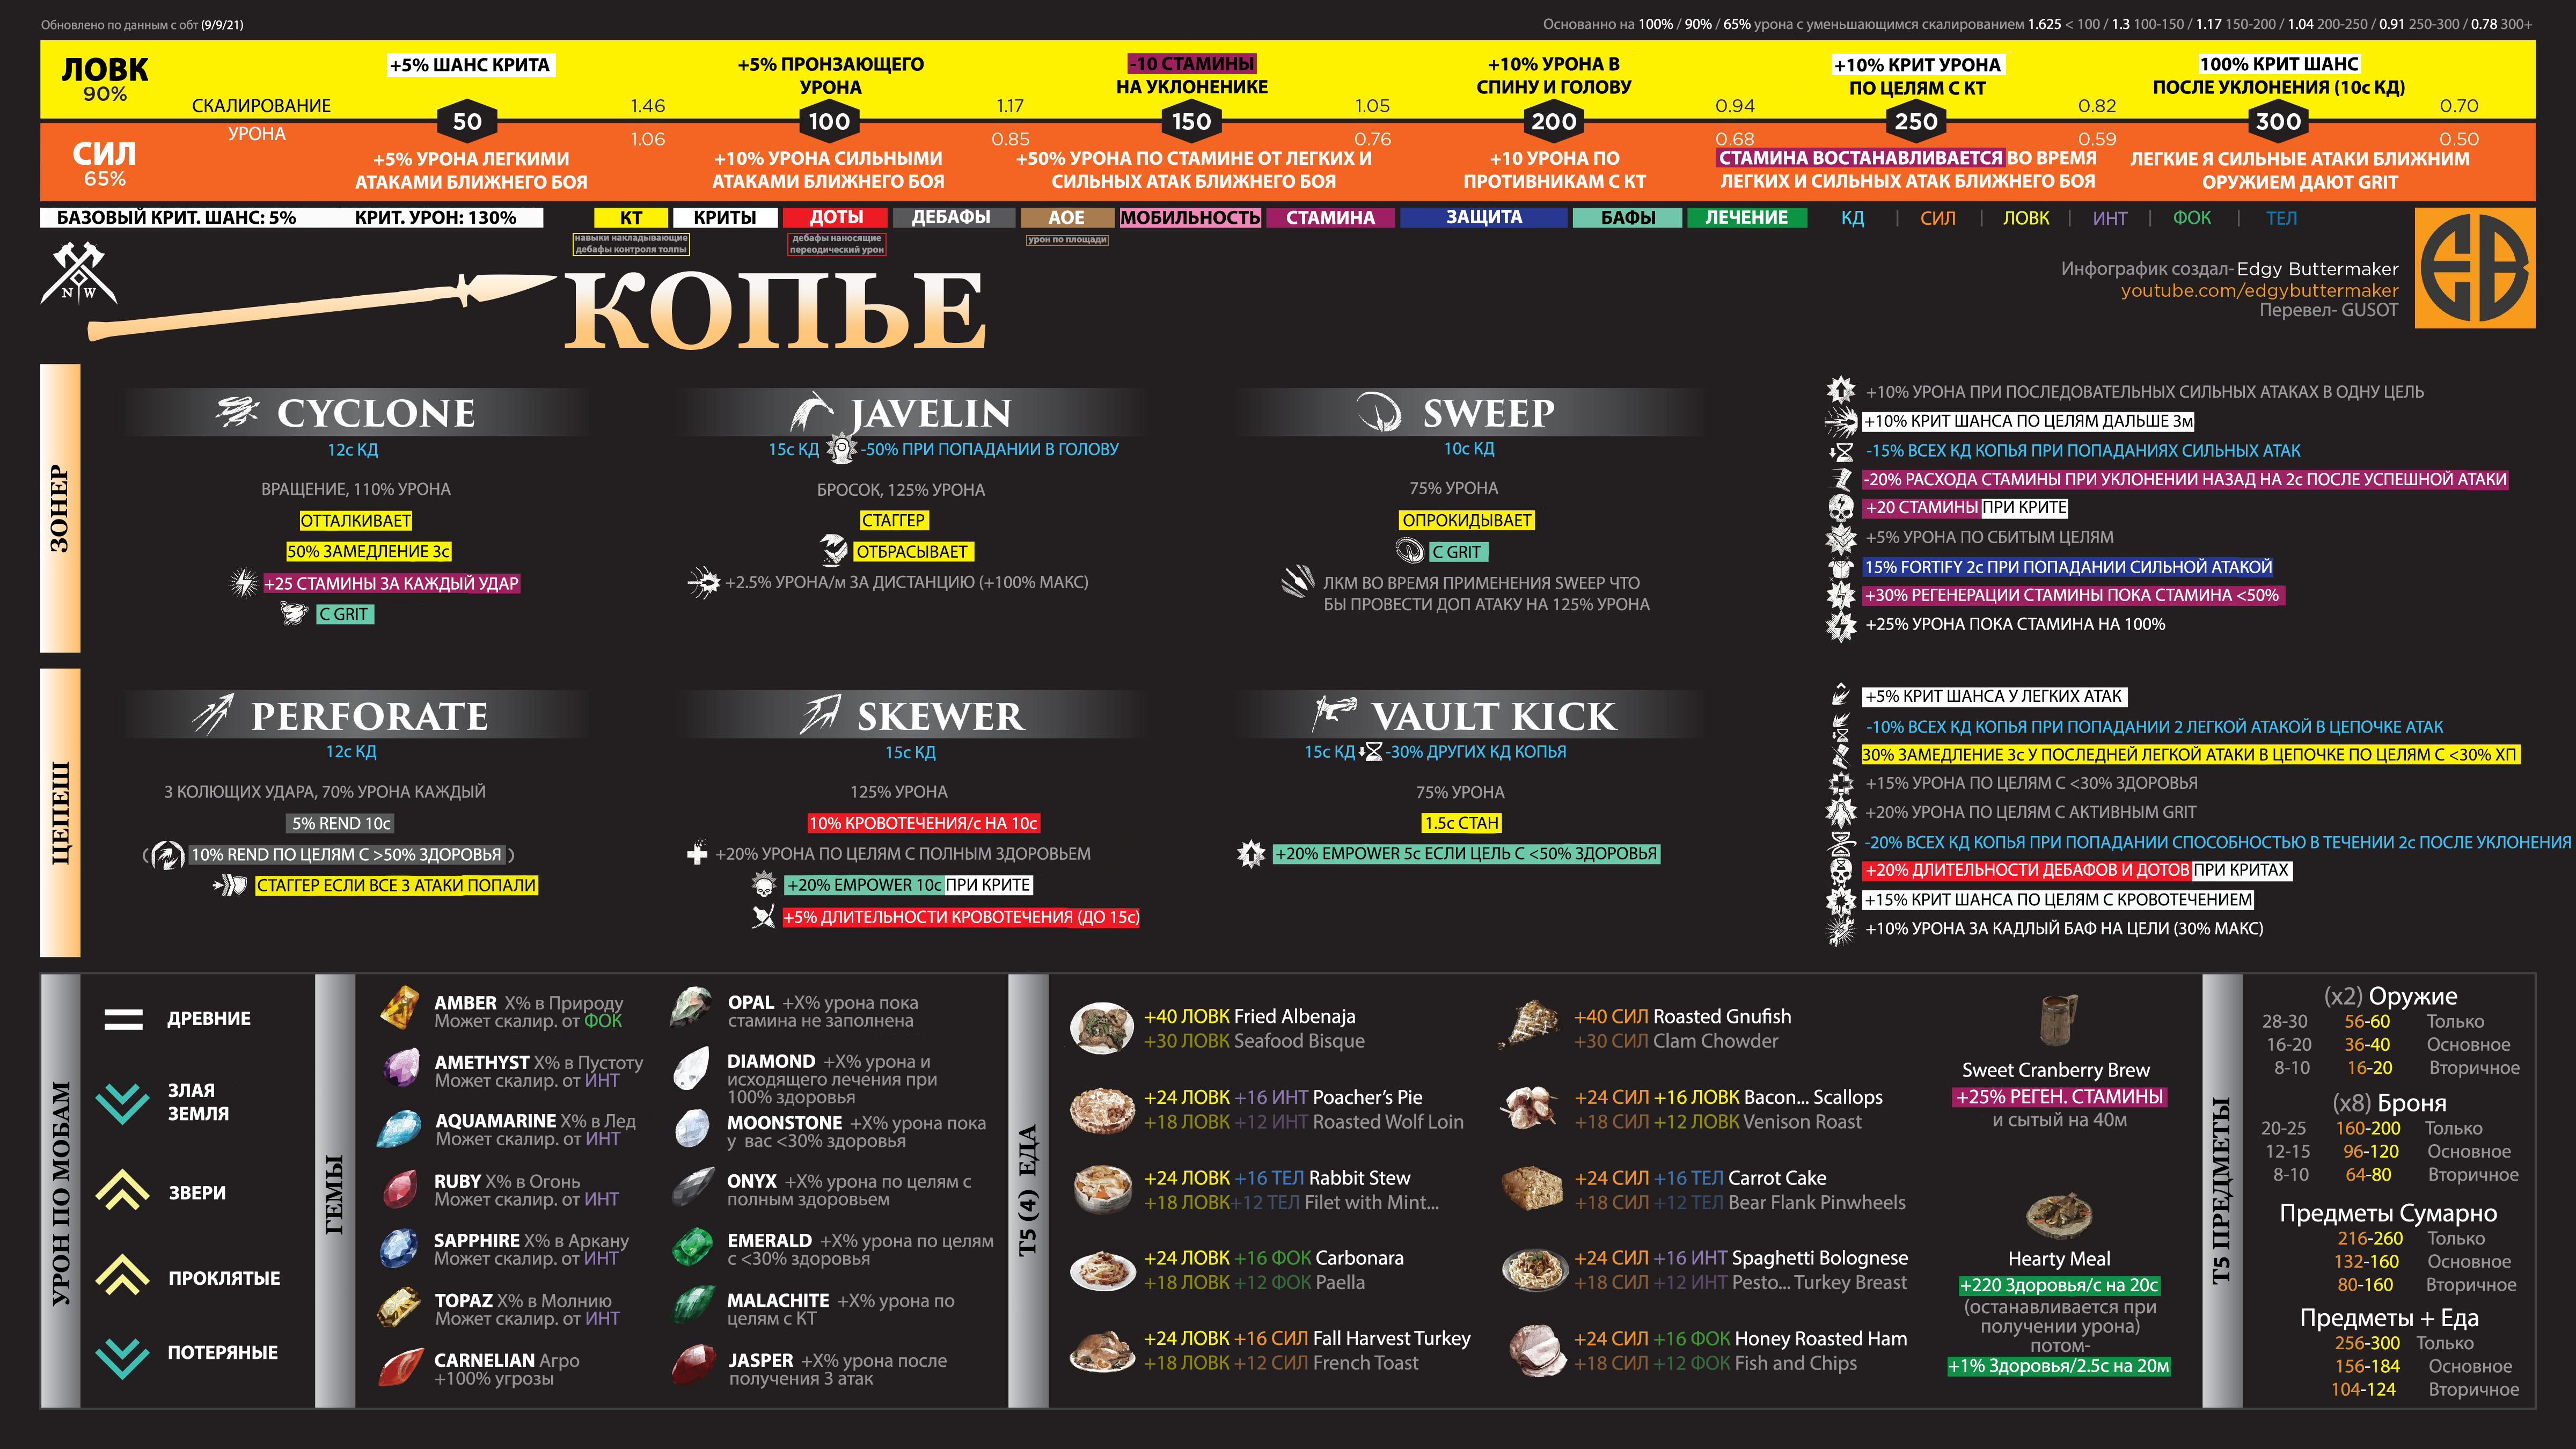 Обновлено по данным с обт (9/9/21)
Основанно на 100% / 90% / 65% урона с уменьшающимся скалированием 1.625 < 100 / 1.3 100-150 / 1.17 150-200 / 1.04 200-250 / 0.91 250-300 / 0.78 300+
ЛОВК
90%
СКАЛИРОВАНИЕ
УРОНА
СИЛ
65%
+5% ШАНС КРИТА
+5% ПРОНЗАЮЩЕГО
УРОНА
-10 СТАМИНЫ
НА УКЛОНЕНИКЕ
+10% УРОНА В
СПИНУ И ГОЛОВУ
+10% КРИТ УРОНА
ПО ЦЕЛЯМ С КТ
100% КРИТ ШАНС
ПОСЛЕ УКЛОНЕНИЯ (10с КД)
1.46 1.17 1.05 0.94 0.82 0.70
50 100 150 200 250 300
1.06 0.85 0.76 0.68 0.59 0.50
+5% УРОНА ЛЕГКИМИ
АТАКАМИ БЛИЖНЕГО БОЯ
+10% УРОНА СИЛЬНЫМИ
АТАКАМИ БЛИЖНЕГО БОЯ
+50% УРОНА ПО СТАМИНЕ ОТ ЛЕГКИХ И
СИЛЬНЫХ АТАК БЛИЖНЕГО БОЯ
+10 УРОНА ПО
ПРОТИВНИКАМ С КТ
СТАМИНА ВОСТАНАВЛИВАЕТСЯ ВО ВРЕМЯ
ЛЕГКИХ И СИЛЬНЫХ АТАК БЛИЖНЕГО БОЯ
ЛЕГКИЕ Я СИЛЬНЫЕ АТАКИ БЛИЖНИМ
ОРУЖИЕМ ДАЮТ GRIT
БАЗОВЫЙ КРИТ. ШАНС: 5% КРИТ. УРОН: 130%
КТ КРИТЫ ДОТЫ ДЕБАФЫ АОЕ МОБИЛЬНОСТЬ СТАМИНА ЗАЩИТА БАФЫ ЛЕЧЕНИЕ КД | СИЛ | ЛОВК | ИНТ | ФОК | ТЕЛ
навыки накладывающие
дебафы контроля толпы
дебафы наносящие
переодический урон
урон по площади
N W
КОПЬЕ
Инфографик создал- Edgy Buttermaker
youtube.com/edgybuttermaker
Перевел- GUSOT
EB
ЗОНЕР
CYCLONE
12с КД
ВРАЩЕНИЕ, 110% УРОНА
ОТТАЛКИВАЕТ
50% ЗАМЕДЛЕНИЕ 3с
+25 СТАМИНЫ ЗА КАЖДЫЙ УДАР
С GRIT
JAVELIN
15с КД -50% ПРИ ПОПАДАНИИ В ГОЛОВУ
БРОСОК, 125% УРОНА
СТАГГЕР
ОТБРАСЫВАЕТ
+2.5% УРОНА/м ЗА ДИСТАНЦИЮ (+100% МАКС)
SWEEP
10с КД
75% УРОНА
ОПРОКИДЫВАЕТ
С GRIT
ЛКМ ВО ВРЕМЯ ПРИМЕНЕНИЯ SWEEP ЧТО
БЫ ПРОВЕСТИ ДОП АТАКУ НА 125% УРОНА
+10% УРОНА ПРИ ПОСЛЕДОВАТЕЛЬНЫХ СИЛЬНЫХ АТАКАХ В ОДНУ ЦЕЛЬ
+10% КРИТ ШАНСА ПО ЦЕЛЯМ ДАЛЬШЕ 3м
-15% ВСЕХ КД КОПЬЯ ПРИ ПОПАДАНИЯХ СИЛЬНЫХ АТАК
-20% РАСХОДА СТАМИНЫ ПРИ УКЛОНЕНИИ НАЗАД НА 2с ПОСЛЕ УСПЕШНОЙ АТАКИ
+20 СТАМИНЫ ПРИ КРИТЕ
+5% УРОНА ПО СБИТЫМ ЦЕЛЯМ
15% FORTIFY 2с ПРИ ПОПАДАНИИ СИЛЬНОЙ АТАКОЙ
+30% РЕГЕНЕРАЦИИ СТАМИНЫ ПОКА СТАМИНА <50%
+25% УРОНА ПОКА СТАМИНА НА 100%
ЦЕПЕШ
PERFORATE
12с КД
3 КОЛЮЩИХ УДАРА, 70% УРОНА КАЖДЫЙ
5% REND 10с
( 10% REND ПО ЦЕЛЯМ С >50% ЗДОРОВЬЯ )
СТАГГЕР ЕСЛИ ВСЕ 3 АТАКИ ПОПАЛИ
SKEWER
15с КД
125% УРОНА
10% КРОВОТЕЧЕНИЯ/с НА 10с
+20% УРОНА ПО ЦЕЛЯМ С ПОЛНЫМ ЗДОРОВЬЕМ
+20% EMPOWER 10с ПРИ КРИТЕ
+5% ДЛИТЕЛЬНОСТИ КРОВОТЕЧЕНИЯ (ДО 15с)
VAULT KICK
15с КД -30% ДРУГИХ КД КОПЬЯ
75% УРОНА
1.5с СТАН
+20% EMPOWER 5с ЕСЛИ ЦЕЛЬ С <50% ЗДОРОВЬЯ
+5% КРИТ ШАНСА У ЛЕГКИХ АТАК
-10% ВСЕХ КД КОПЬЯ ПРИ ПОПАДАНИИ 2 ЛЕГКОЙ АТАКОЙ В ЦЕПОЧКЕ АТАК
30% ЗАМЕДЛЕНИЕ 3с У ПОСЛЕДНЕЙ ЛЕГКОЙ АТАКИ В ЦЕПОЧКЕ ПО ЦЕЛЯМ С <30% ХП
+15% УРОНА ПО ЦЕЛЯМ С <30% ЗДОРОВЬЯ
+20% УРОНА ПО ЦЕЛЯМ С АКТИВНЫМ GRIT
-20% ВСЕХ КД КОПЬЯ ПРИ ПОПАДАНИИ СПОСОБНОСТЬЮ В ТЕЧЕНИИ 2с ПОСЛЕ УКЛОНЕНИЯ
+20% ДЛИТЕЛЬНОСТИ ДЕБАФОВ И ДОТОВ ПРИ КРИТАХ
+15% КРИТ ШАНСА ПО ЦЕЛЯМ С КРОВОТЕЧЕНИЕМ
+10% УРОНА ЗА КАДЛЫЙ БАФ НА ЦЕЛИ (30% МАКС)
УРОН ПО МОБАМ
ДРЕВНИЕ
ЗЛАЯ
ЗЕМЛЯ
ЗВЕРИ
ПРОКЛЯТЫЕ
ПОТЕРЯНЫЕ
ГЕМЫ
AMBER X% в Природу
Может скалир. от ФОК
AMETHYST X% в Пустоту
Может скалир. от ИНТ
AQUAMARINE X% в Лед
Может скалир. от ИНТ
RUBY X% в Огонь
Может скалир. от ИНТ
SAPPHIRE X% в Аркану
Может скалир. от ИНТ
TOPAZ X% в Молнию
Может скалир. от ИНТ
CARNELIAN Агро
+100% угрозы
OPAL +X% урона пока
стамина не заполнена
DIAMOND +X% урона и
исходящего лечения при
100% здоровья
MOONSTONE +X% урона пока
у вас <30% здоровья
ONYX +X% урона по целям с
полным здоровьем
EMERALD +X% урона по целям
с <30% здоровья
MALACHITE +X% урона по
целям с КТ
JASPER +X% урона после
получения 3 атак
T5 (4) ЕДА
+40 ЛОВК Fried Albenaja
+30 ЛОВК Seafood Bisque
+24 ЛОВК +16 ИНТ Poacher's Pie
+18 ЛОВК +12 ИНТ Roasted Wolf Loin
+24 ЛОВК +16 ТЕЛ Rabbit Stew
+18 ЛОВК+12 ТЕЛ Filet with Mint...
+24 ЛОВК +16 ФОК Carbonara
+18 ЛОВК +12 ФОК Paella
+24 ЛОВК +16 СИЛ Fall Harvest Turkey
+18 ЛОВК +12 СИЛ French Toast
+40 СИЛ Roasted Gnufish
+30 СИЛ Clam Chowder
+24 СИЛ +16 ЛОВК Bacon... Scallops
+18 СИЛ +12 ЛОВК Venison Roast
+24 СИЛ +16 ТЕЛ Carrot Cake
+18 СИЛ +12 ТЕЛ Bear Flank Pinwheels
+24 СИЛ +16 ИНТ Spaghetti Bolognese
+18 СИЛ +12 ИНТ Pesto... Turkey Breast
+24 СИЛ +16 ФОК Honey Roasted Ham
+18 СИЛ +12 ФОК Fish and Chips
Sweet Cranberry Brew
+25% РЕГЕН. СТАМИНЫ
и сытый на 40м
Hearty Meal
+220 Здоровья/с на 20с
(останавливается при
получении урона)
потом-
+1% Здоровья/2.5с на 20м
T5 ПРЕДМЕТЫ
(x2) Оружие
28-30 56-60 Только
16-20 36-40 Основное
8-10 16-20 Вторичное
(x8) Броня
20-25 160-200 Только
12-15 96-120 Основное
8-10 64-80 Вторичное
Предметы Сумарно
216-260 Только
132-160 Основное
80-160 Вторичное
Предметы + Еда
256-300 Только
156-184 Основное
104-124 Вторичное